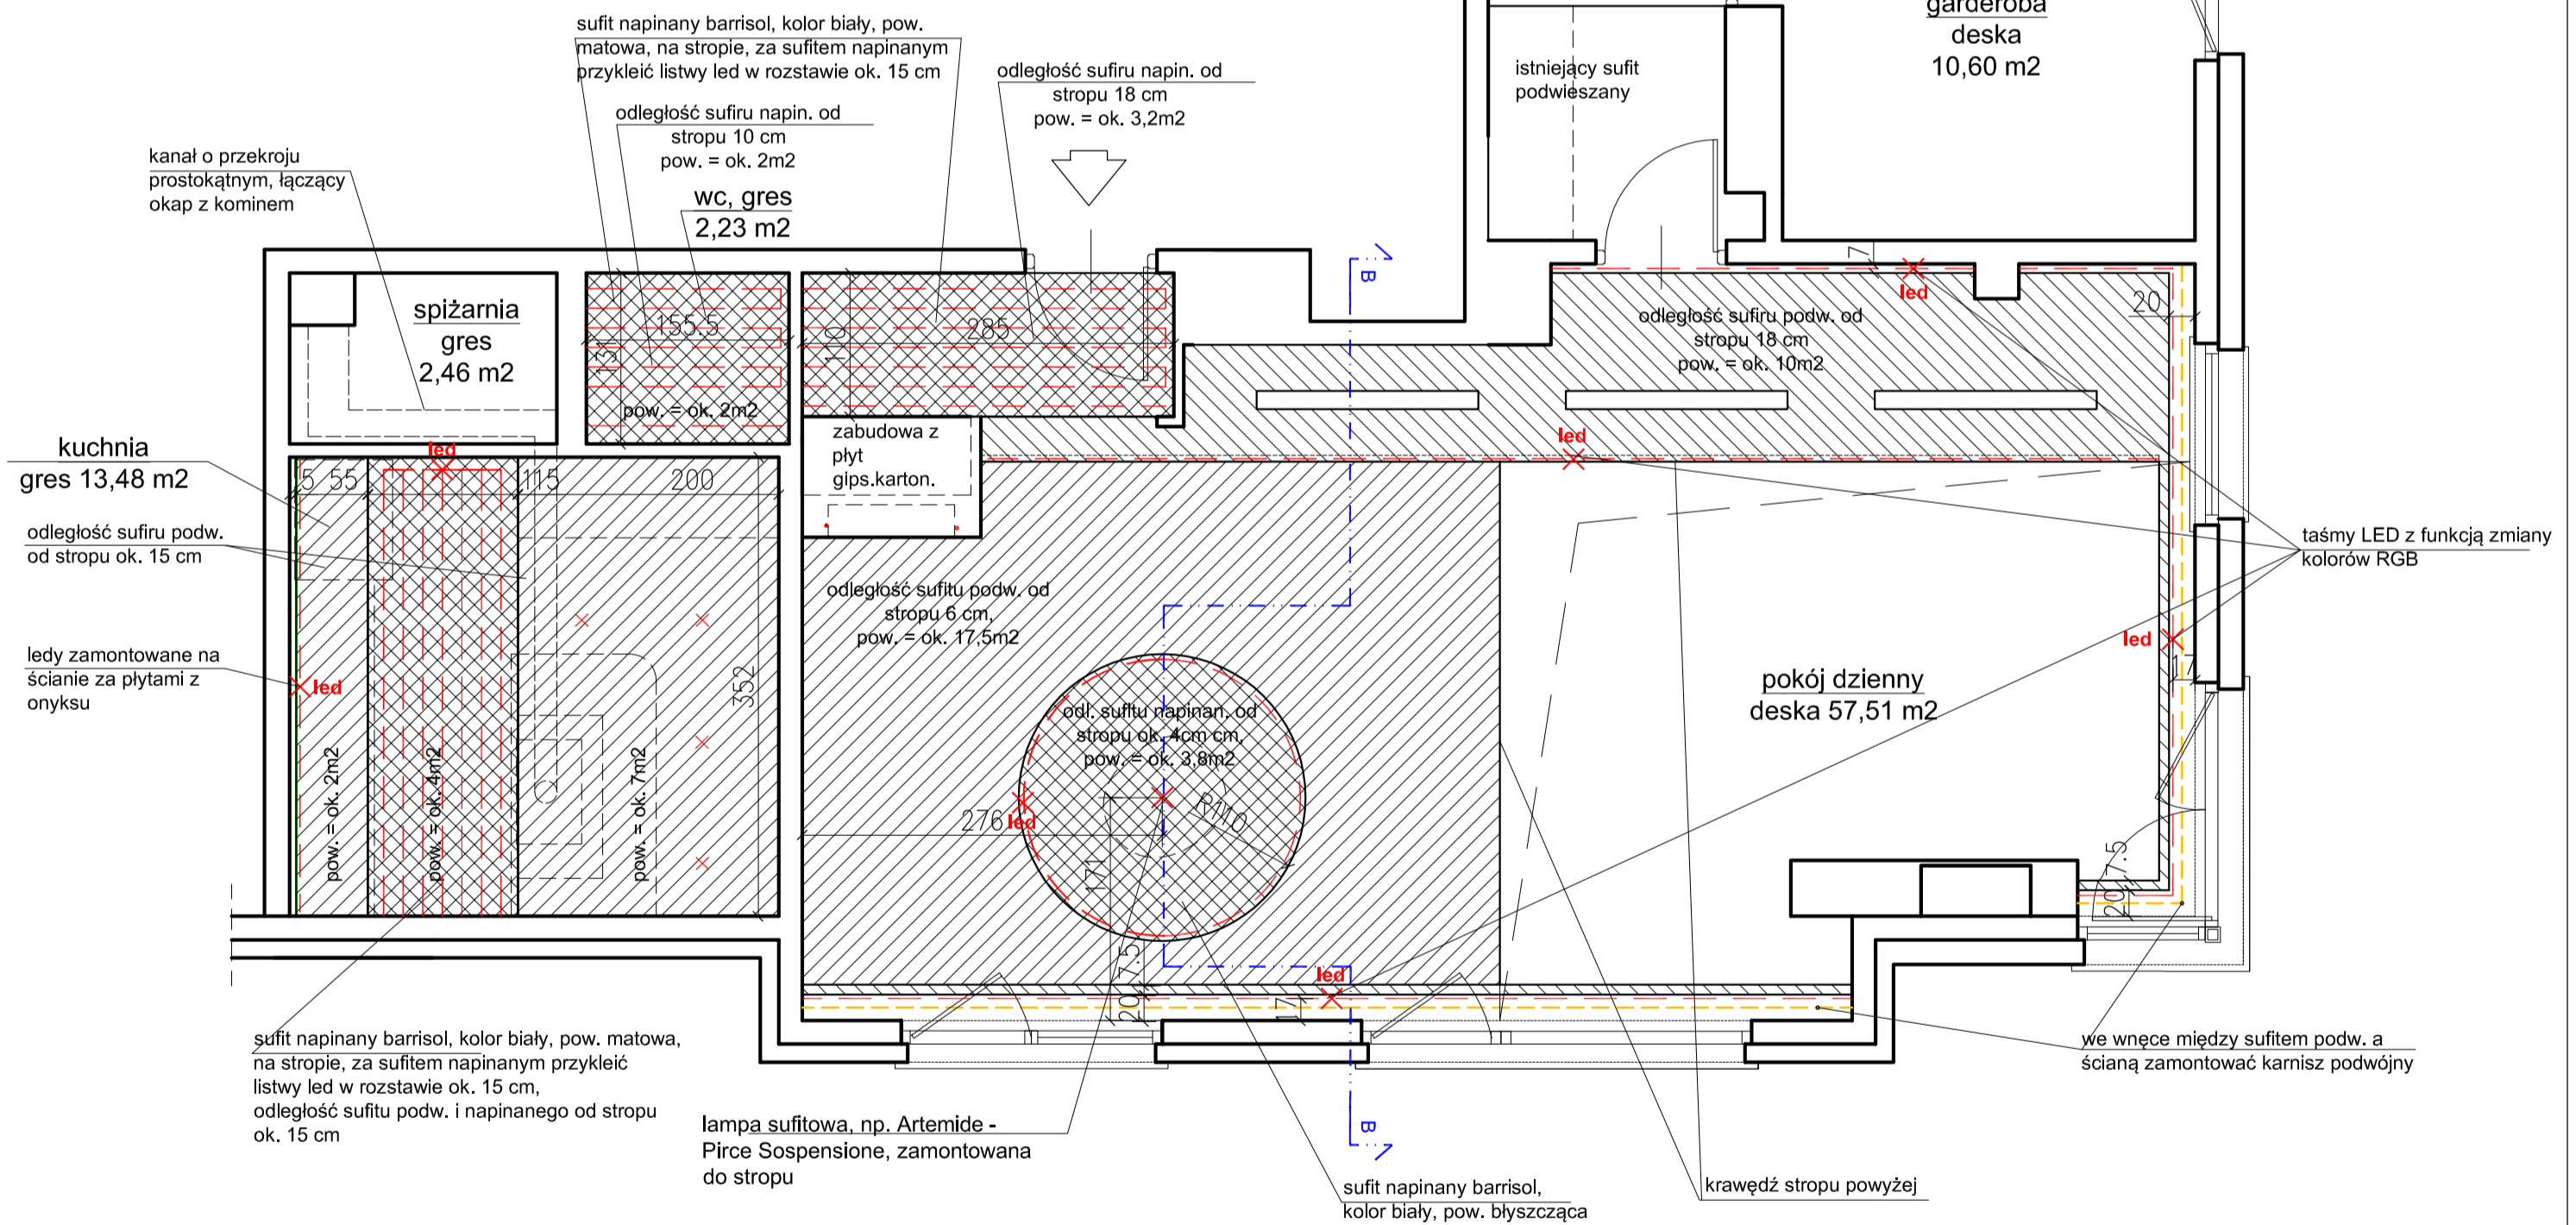 sufit napinany barrisol, kolor biały, pow.
matowa, na stropie, za sufitem napinanym
przykleić listwy led w rozstawie ok. 15 cm
odległość sufiru napin. od
stropu 10 cm
pow. = ok. 2m2
wc, gres
2,23 m2
odległość sufiru napin. od
stropu 18 cm
pow. = ok. 3,2m2
kanał o przekroju
prostokątnym, łączący
okap z kominem
istniejący sufit
podwieszany
garderoba
deska
10,60 m2
B
spiżarnia
gres
2,46 m2
155.5
131
pow. = ok. 2m2
285
110
zabudowa z
płyt
gips.karton.
17
led
20
odległość sufiru podw. od
stropu 18 cm
pow. = ok. 10m2
led
kuchnia
gres 13,48 m2
led
5 55
115
200
352
odległość sufiru podw.
od stropu ok. 15 cm
ledy zamontowane na
ścianie za płytami z
onyksu
led
pow. = ok. 2m2
pow. = ok. 4m2
pow. = ok. 7m2
odległość sufitu podw. od
stropu 6 cm,
pow. = ok. 17,5m2
odl. sufitu napinan. od
stropu ok. 4cm cm,
pow. = ok. 3,8m2
R110
276
led
171
20
7.5
17
led
taśmy LED z funkcją zmiany
kolorów RGB
led
17
pokój dzienny
deska 57,51 m2
20
7.5
sufit napinany barrisol, kolor biały, pow. matowa,
na stropie, za sufitem napinanym przykleić
listwy led w rozstawie ok. 15 cm,
odległość sufitu podw. i napinanego od stropu
ok. 15 cm
lampa sufitowa, np. Artemide -
Pirce Sospensione, zamontowana
do stropu
B
sufit napinany barrisol,
kolor biały, pow. błyszcząca
krawędź stropu powyżej
we wnęce między sufitem podw. a
ścianą zamontować karnisz podwójny